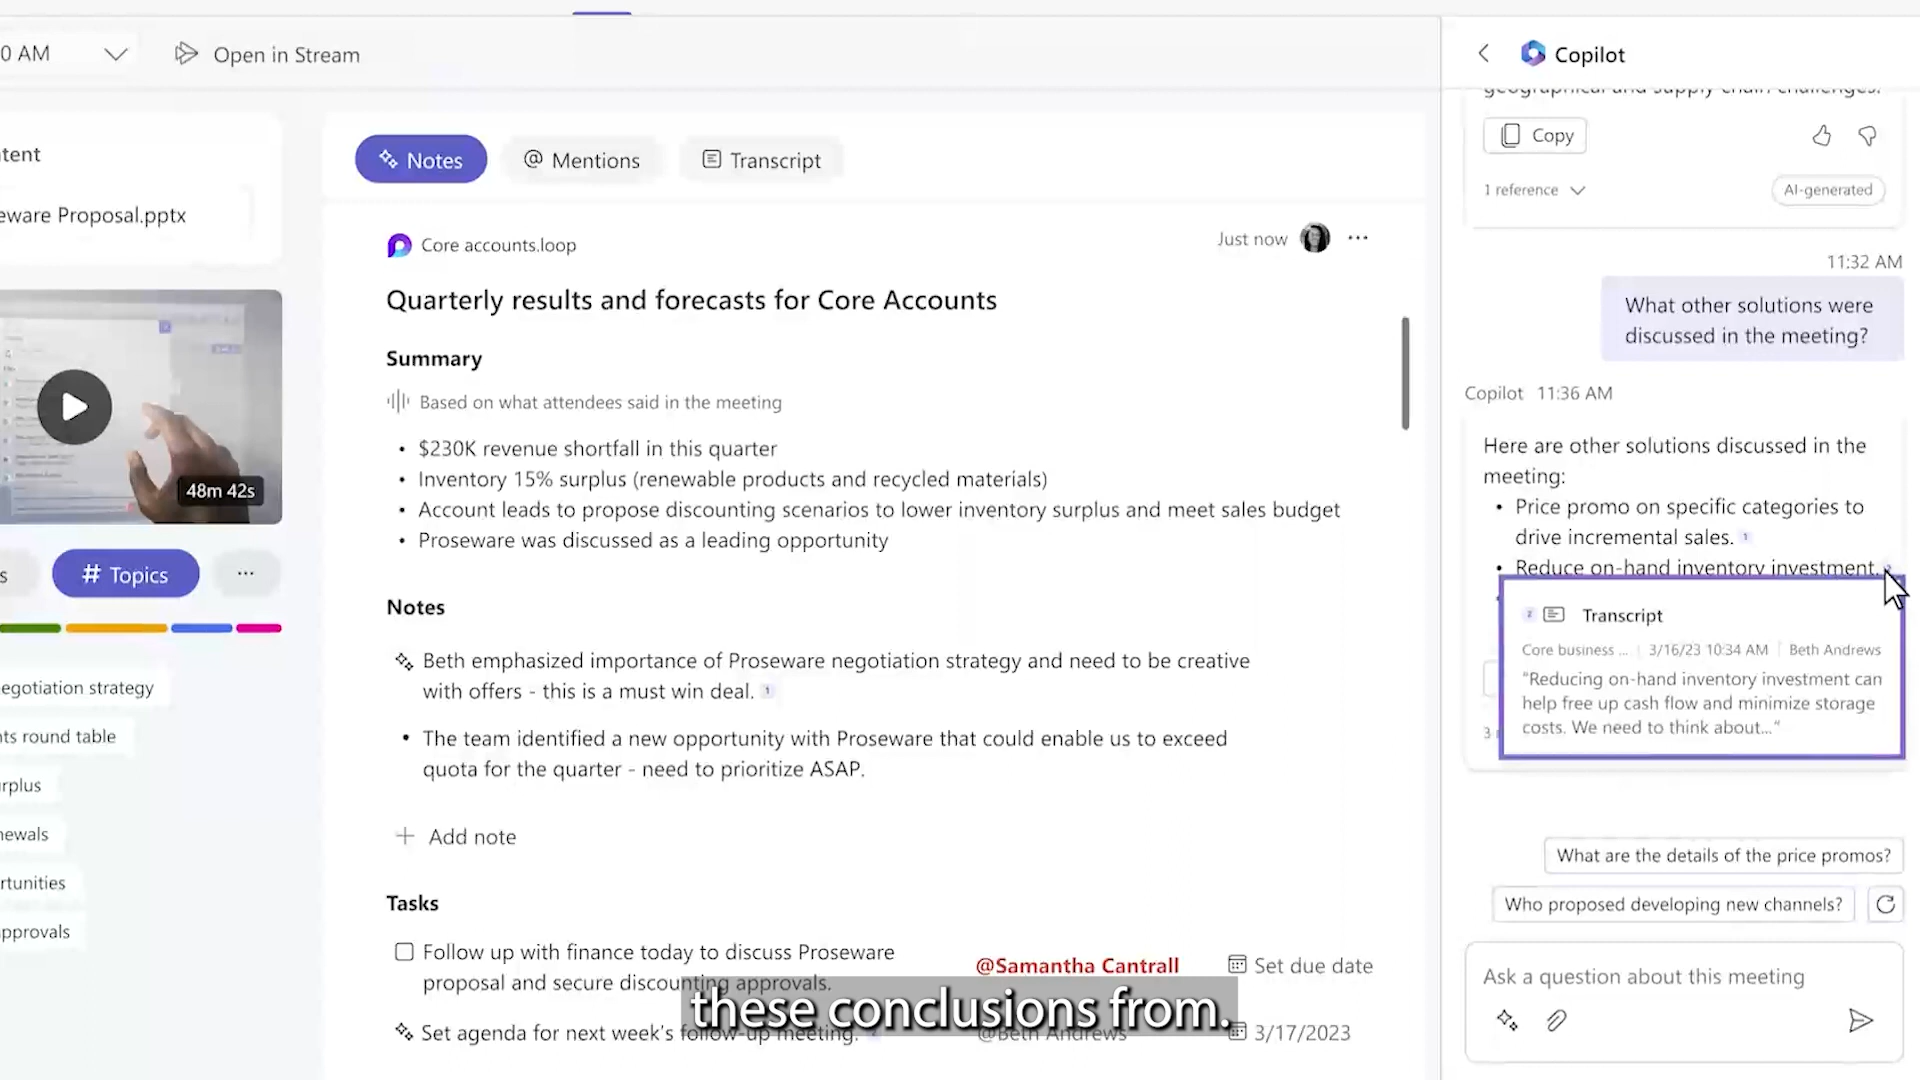 0 AM
Open in Stream
Copilot
tent
eware Proposal.pptx
48m 42s
s
# Topics
...
egotiation strategy
ts round table
rplus
newals
rtunities
pprovals
Notes
@ Mentions
Transcript
Core accounts.loop
Just now
...
Quarterly results and forecasts for Core Accounts
Summary
Based on what attendees said in the meeting
• $230K revenue shortfall in this quarter
• Inventory 15% surplus (renewable products and recycled materials)
• Account leads to propose discounting scenarios to lower inventory surplus and meet sales budget
• Proseware was discussed as a leading opportunity
Notes
Beth emphasized importance of Proseware negotiation strategy and need to be creative
with offers - this is a must win deal. 1
• The team identified a new opportunity with Proseware that could enable us to exceed
quota for the quarter - need to prioritize ASAP.
+ Add note
Tasks
Follow up with finance today to discuss Proseware
proposal and secure discounting approvals.
@Samantha Cantrall
Set due date
Set agenda for next week's follow-up meeting.
@Beth Andrews
3/17/2023
these conclusions from.
geographical and supply chain challenges.
Copy
1 reference
AI-generated
11:32 AM
What other solutions were
discussed in the meeting?
Copilot 11:36 AM
Here are other solutions discussed in the
meeting:
• Price promo on specific categories to
drive incremental sales. 1
• Reduce on-hand inventory investment.
2 Transcript
Core business ... | 3/16/23 10:34 AM | Beth Andrews
"Reducing on-hand inventory investment can
help free up cash flow and minimize storage
costs. We need to think about..."
3
What are the details of the price promos?
Who proposed developing new channels?
Ask a question about this meeting